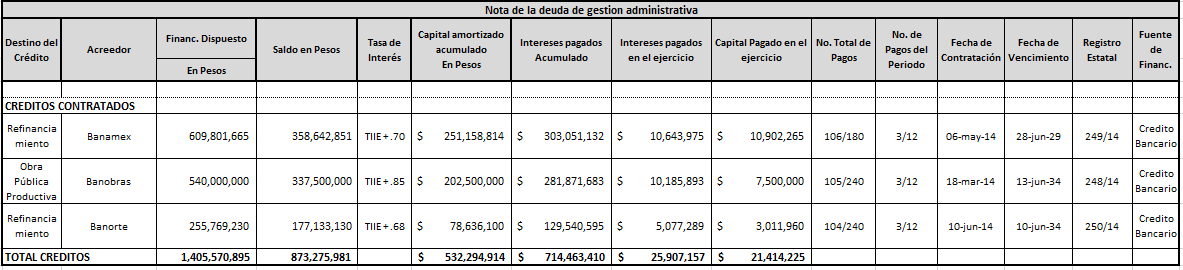 Nota de la deuda de gestion administrativa
Destino del Crédito Acreedor Financ. Dispuesto En Pesos Saldo en Pesos Tasa de Interés Capital amortizado acumulado En Pesos Intereses pagados Acumulado Intereses pagados en el ejercicio Capital Pagado en el ejercicio No. Total de Pagos No. de Pagos del Periodo Fecha de Contratación Fecha de Vencimiento Registro Estatal Fuente de Financ.
CREDITOS CONTRATADOS
Refinancia miento Banamex 609,801,665 358,642,851 TIIE+.70 $ 251,158,814 303,051,132 $ 10,643,975 $ 10,902,265 106/180 3/12 06-may-14 28-jun-29 249/14 Credito Bancario
Obra Pública Productiva Banobras 540,000,000 337,500,000 TIIE+.85 $ 202,500,000 $ 281,871,683 $ 10,185,893 $ 7,500,000 105/240 3/12 18-mar-14 13-jun-34 248/14 Credito Bancario
Refinancia miento Banorte 255,769,230 177,133,130 TIIE+.68 $ 78,636,100 $ 129,540,595 $ 5,077,289 $ 3,011,960 104/240 3/12 10-jun-14 10-jun-34 250/14 Credito Bancario
TOTAL CREDITOS 1,405,570,895 873,275,981 $ 532,294,914 $ 714,463,410 $ 25,907,157 $ 21,414,225